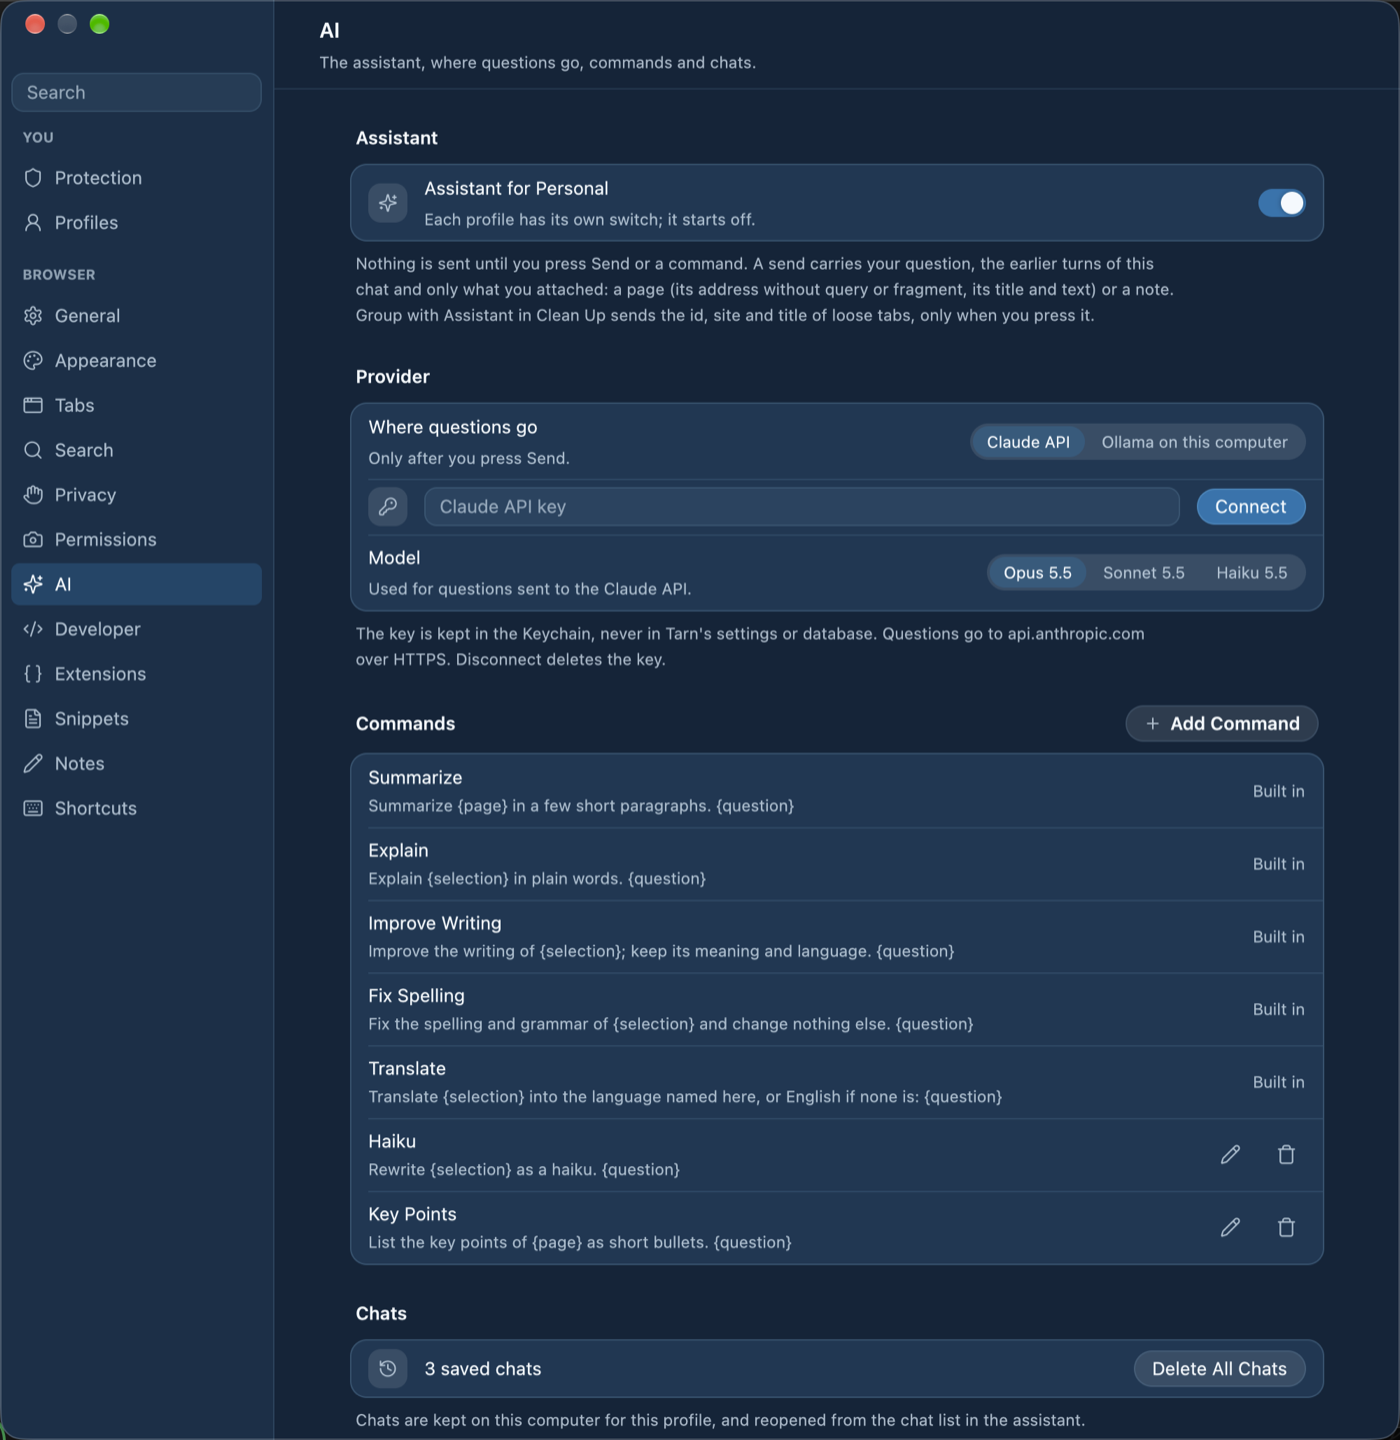 AI
The assistant, where questions go, commands and chats.
Search
YOU
Protection
Profiles
BROWSER
General
Appearance
Tabs
Search
Privacy
Permissions
AI
Developer
Extensions
Snippets
Notes
Shortcuts
Assistant
Assistant for Personal
Each profile has its own switch; it starts off.
Nothing is sent until you press Send or a command. A send carries your question, the earlier turns of this
chat and only what you attached: a page (its address without query or fragment, its title and text) or a note.
Group with Assistant in Clean Up sends the id, site and title of loose tabs, only when you press it.
Provider
Where questions go
Only after you press Send.
Claude API
Ollama on this computer
Claude API key
Connect
Model
Used for questions sent to the Claude API.
Opus 5.5
Sonnet 5.5
Haiku 5.5
The key is kept in the Keychain, never in Tarn's settings or database. Questions go to api.anthropic.com
over HTTPS. Disconnect deletes the key.
Commands
+ Add Command
Summarize
Summarize {page} in a few short paragraphs. {question}
Built in
Explain
Explain {selection} in plain words. {question}
Built in
Improve Writing
Improve the writing of {selection}; keep its meaning and language. {question}
Built in
Fix Spelling
Fix the spelling and grammar of {selection} and change nothing else. {question}
Built in
Translate
Translate {selection} into the language named here, or English if none is: {question}
Built in
Haiku
Rewrite {selection} as a haiku. {question}
Key Points
List the key points of {page} as short bullets. {question}
Chats
3 saved chats
Delete All Chats
Chats are kept on this computer for this profile, and reopened from the chat list in the assistant.